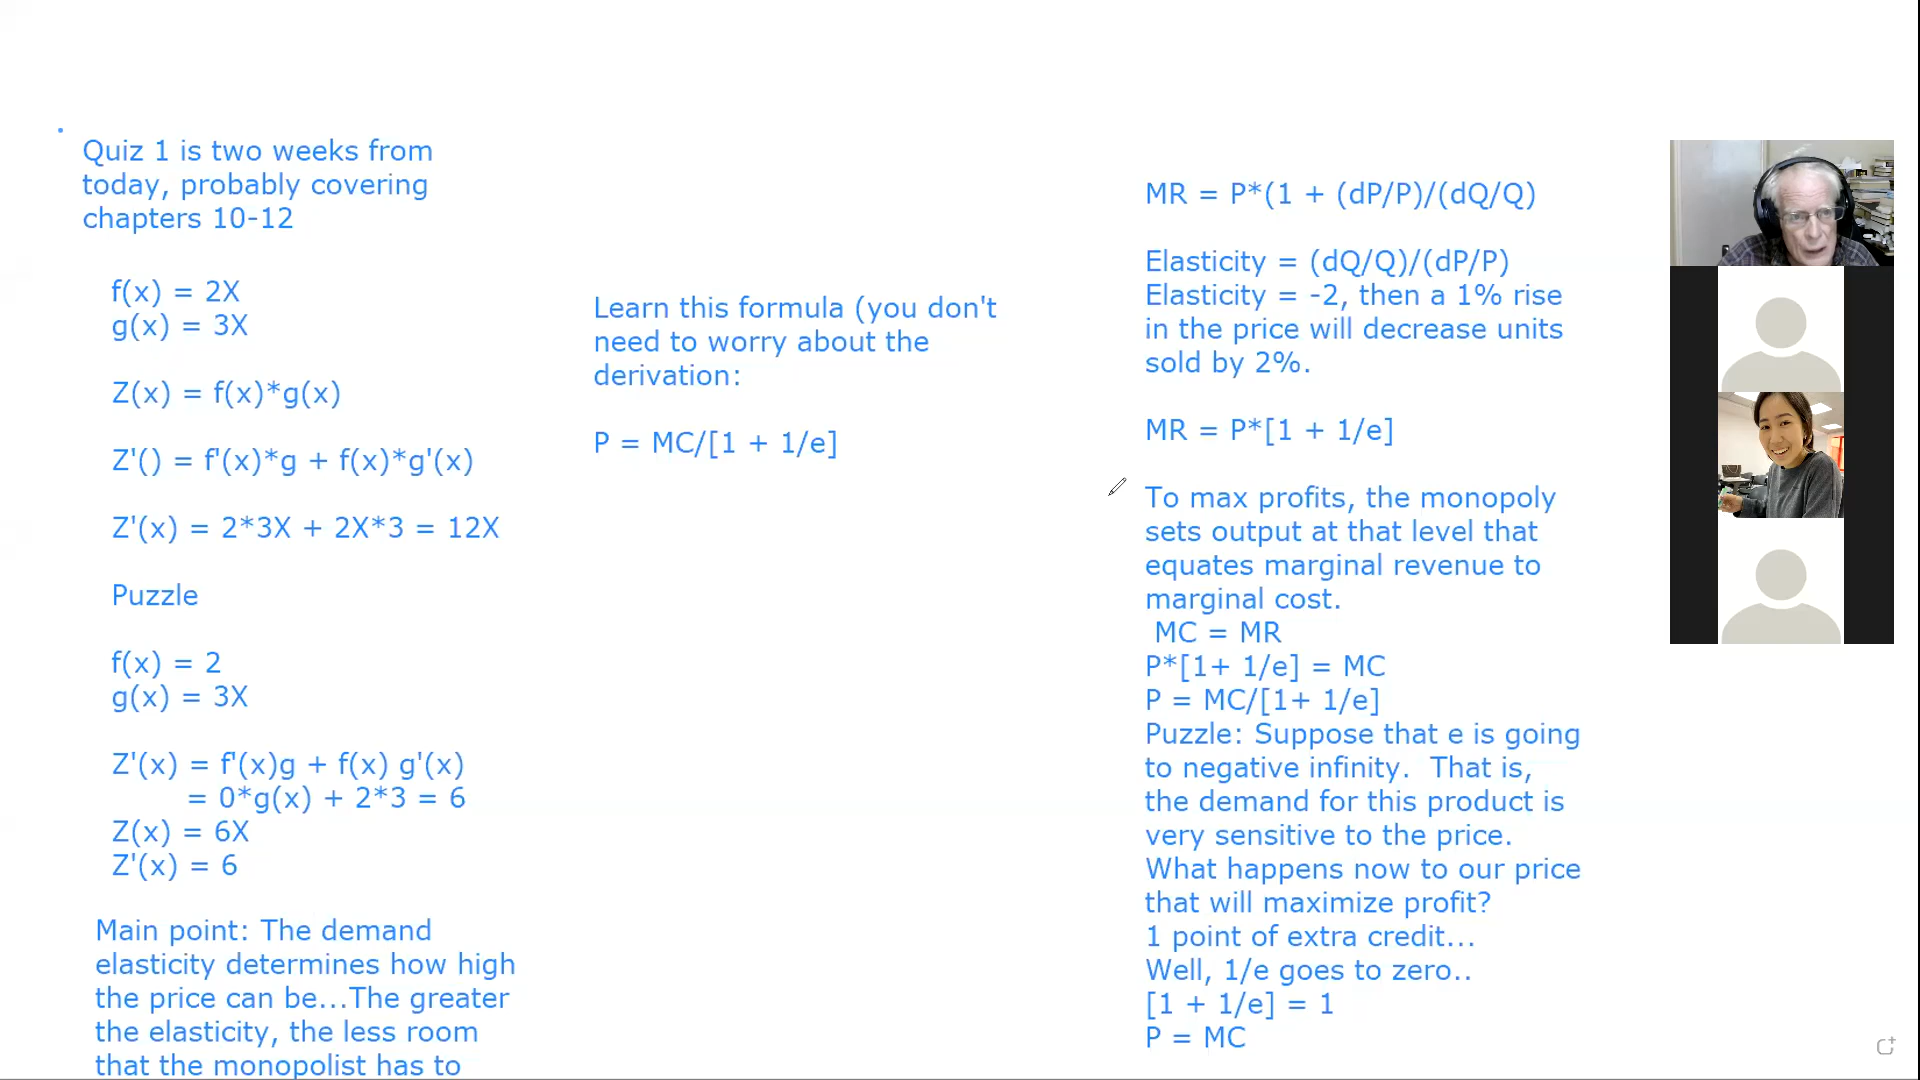 Quiz 1 is two weeks from
today, probably covering
chapters 10-12
f(x) = 2X
g(x) = 3X
Z(x) = f(x)*g(x)
Z'() = f'(x)*g + f(x)*g'(x)
Z'(x) = 2*3X + 2X*3 = 12X
Puzzle
f(x) = 2
g(x) = 3X
Z'(x) = f'(x)g + f(x) g'(x)
= 0*g(x) + 2*3 = 6
Z(x) = 6X
Z'(x) = 6
Main point: The demand
elasticity determines how high
the price can be...The greater
the elasticity, the less room
that the monopolist has to
Learn this formula (you don't
need to worry about the
derivation:
P = MC/[1 + 1/e]
MR = P*(1 + (dP/P)/(dQ/Q)
Elasticity = (dQ/Q)/(dP/P)
Elasticity = -2, then a 1% rise
in the price will decrease units
sold by 2%.
MR = P*[1 + 1/e]
To max profits, the monopoly
sets output at that level that
equates marginal revenue to
marginal cost.
MC = MR
P*[1+ 1/e] = MC
P = MC/[1+ 1/e]
Puzzle: Suppose that e is going
to negative infinity.  That is,
the demand for this product is
very sensitive to the price.
What happens now to our price
that will maximize profit?
1 point of extra credit...
Well, 1/e goes to zero..
[1 + 1/e] = 1
P = MC